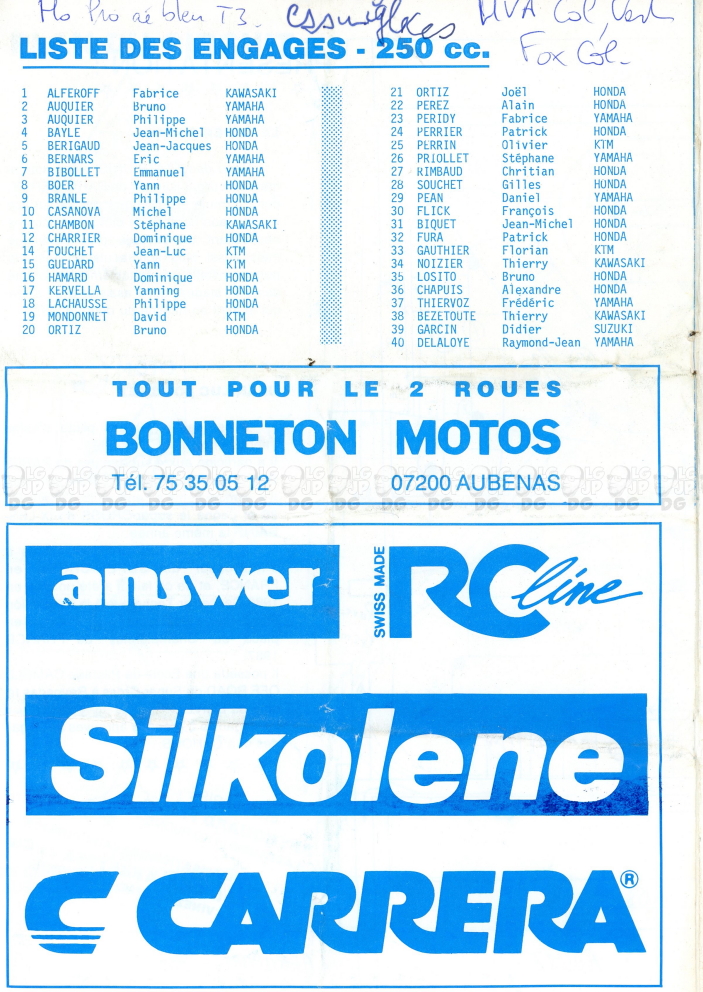 Pro bleu T3. MVA Col, Vert
Fox Col.
LISTE DES ENGAGES - 250 cc.
1 ALFEROFF Fabrice KAWASAKI
2 AUQUIER Bruno YAMAHA
3 AUQUIER Philippe YAMAHA
4 BAYLE Jean-Michel HONDA
5 BERIGAUD Jean-Jacques HONDA
6 BERNARS Eric YAMAHA
7 BIBOLLET Emmanuel YAMAHA
8 BOER Yann HONDA
9 BRANLE Philippe HONDA
10 CASANOVA Michel HONDA
11 CHAMBON Stéphane KAWASAKI
12 CHARRIER Dominique HONDA
14 FOUCHET Jean-Luc KTM
15 GUEDARD Yann KTM
16 HAMARD Dominique HONDA
17 KERVELLA Yanning HONDA
18 LACHAUSSE Philippe HONDA
19 MONDONNET David KTM
20 ORTIZ Bruno HONDA
21 ORTIZ Joël HONDA
22 PEREZ Alain HONDA
23 PERIDY Fabrice YAMAHA
24 PERRIER Patrick HONDA
25 PERRIN Olivier KTM
26 PRIOLLET Stéphane YAMAHA
27 RIMBAUD Chritian HONDA
28 SOUCHET Gilles HONDA
29 PEAN Daniel YAMAHA
30 FLICK François HONDA
31 BIQUET Jean-Michel HONDA
32 FURA Patrick HONDA
33 GAUTHIER Florian KTM
34 NOIZIER Thierry KAWASAKI
35 LOSITO Bruno HONDA
36 CHAPUIS Alexandre HONDA
37 THIERVOZ Frédéric YAMAHA
38 BEZETOUTE Thierry KAWASAKI
39 GARCIN Didier SUZUKI
40 DELALOYE Raymond-Jean YAMAHA
TOUT POUR LE 2 ROUES
BONNETON MOTOS
Tél. 75 35 05 12 07200 AUBENAS
answer
SWISS MADE
RC line
Silkolene
C CARRERA®